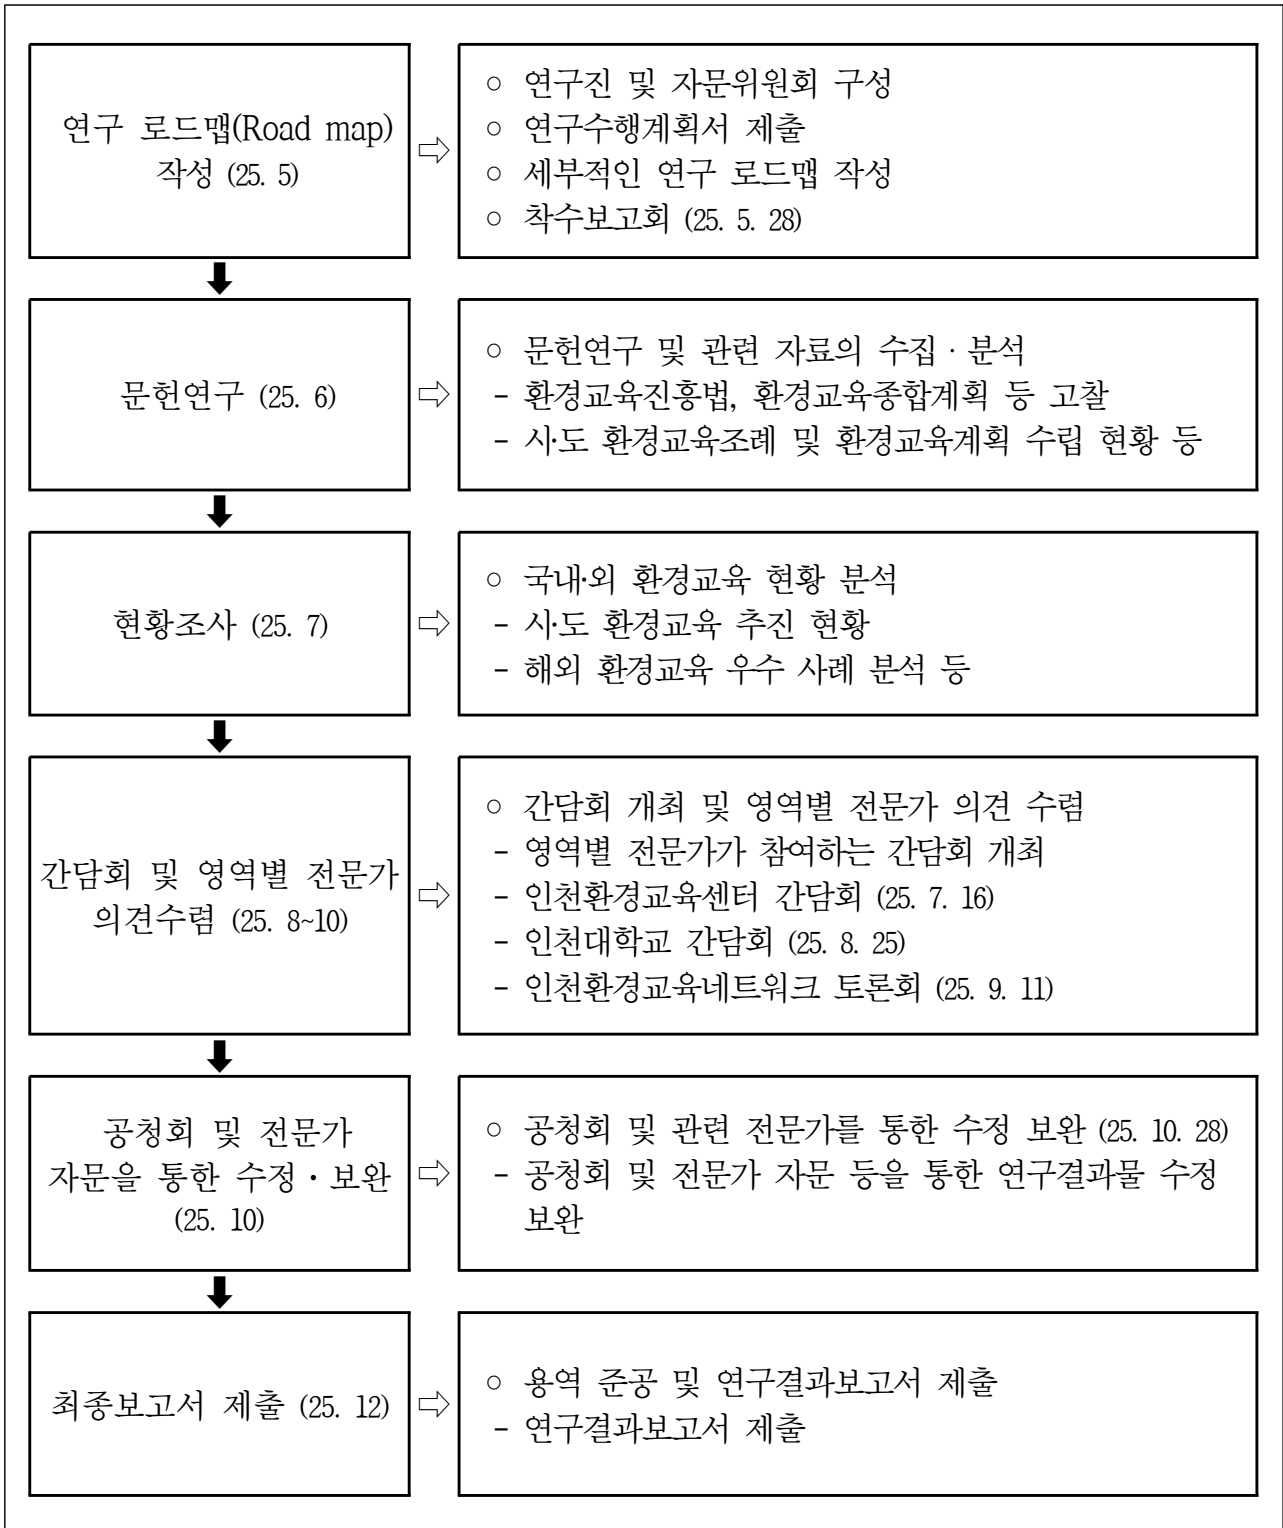 연구 로드맵(Road map)
작성 (25. 5)
○ 연구진 및 자문위원회 구성
○ 연구수행계획서 제출
○ 세부적인 연구 로드맵 작성
○ 착수보고회 (25. 5. 28)
문헌연구 (25. 6)
○ 문헌연구 및 관련 자료의 수집·분석
- 환경교육진흥법, 환경교육종합계획 등 고찰
- 시·도 환경교육조례 및 환경교육계획 수립 현황 등
현황조사 (25. 7)
○ 국내·외 환경교육 현황 분석
- 시·도 환경교육 추진 현황
- 해외 환경교육 우수 사례 분석 등
간담회 및 영역별 전문가
의견수렴 (25. 8~10)
○ 간담회 개최 및 영역별 전문가 의견 수렴
- 영역별 전문가가 참여하는 간담회 개최
- 인천환경교육센터 간담회 (25. 7. 16)
- 인천대학교 간담회 (25. 8. 25)
- 인천환경교육네트워크 토론회 (25. 9. 11)
공청회 및 전문가
자문을 통한 수정·보완
(25. 10)
○ 공청회 및 관련 전문가를 통한 수정 보완 (25. 10. 28)
- 공청회 및 전문가 자문 등을 통한 연구결과물 수정
보완
최종보고서 제출 (25. 12)
○ 용역 준공 및 연구결과보고서 제출
- 연구결과보고서 제출